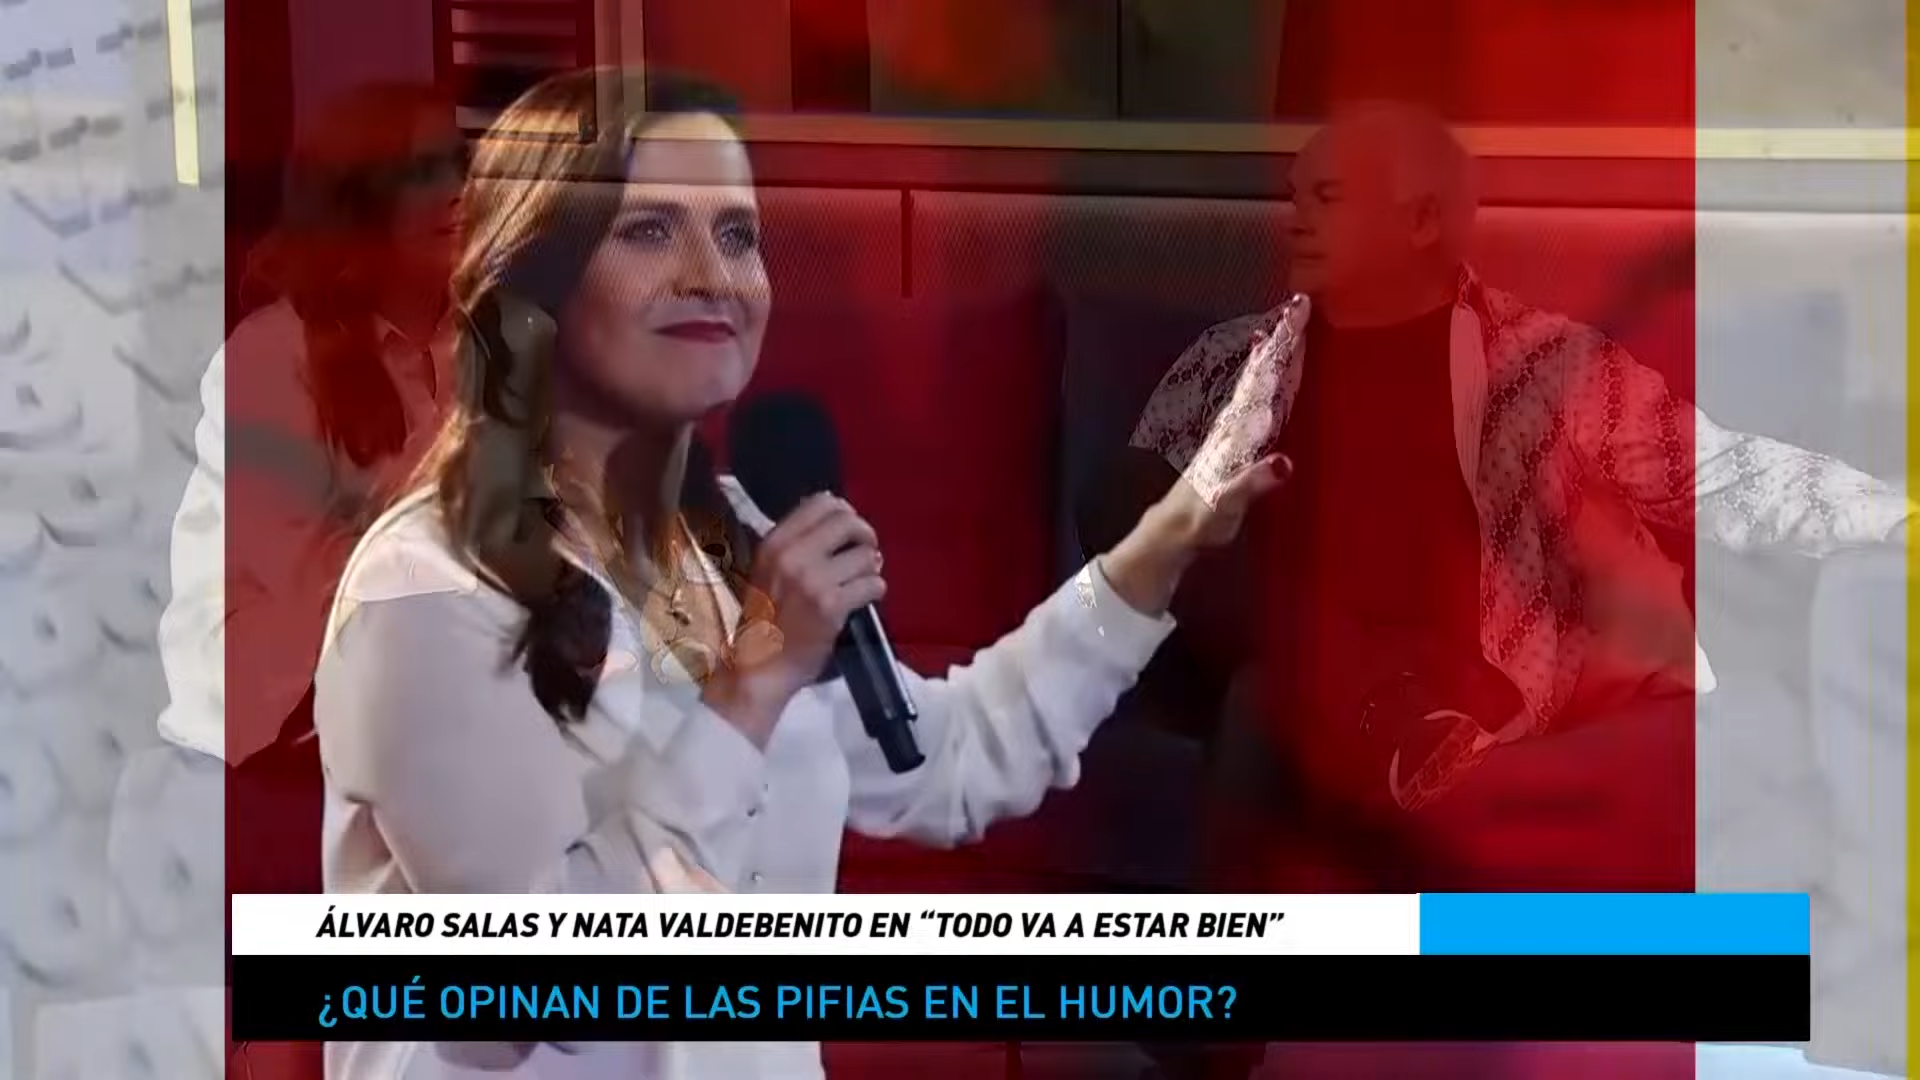 ÁLVARO SALAS Y NATA VALDEBENITO EN “TODO VA A ESTAR BIEN”
¿QUÉ OPINAN DE LAS PIFIAS EN EL HUMOR?